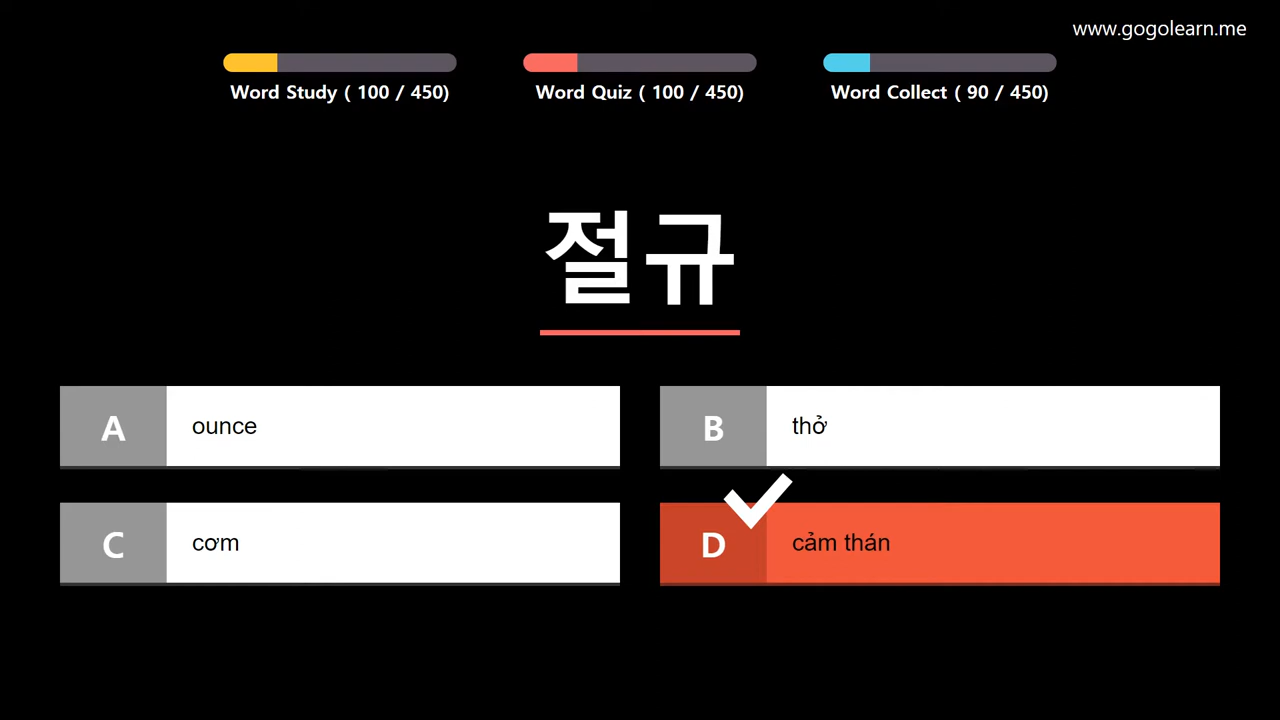 www.gogolearn.me
Word Study ( 100 / 450)
Word Quiz ( 100 / 450)
Word Collect ( 90 / 450)
절규
A ounce
B thở
C cơm
D cảm thán